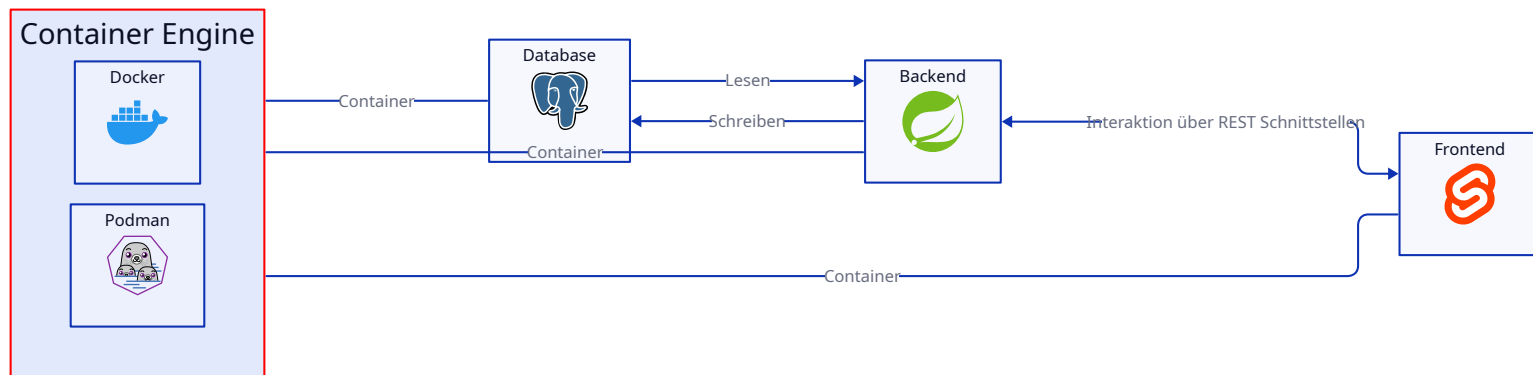 Container Engine
Docker
Podman
Container
Database
Lesen
Schreiben
Container
Backend
Interaktion über REST Schnittstellen
Frontend
Container